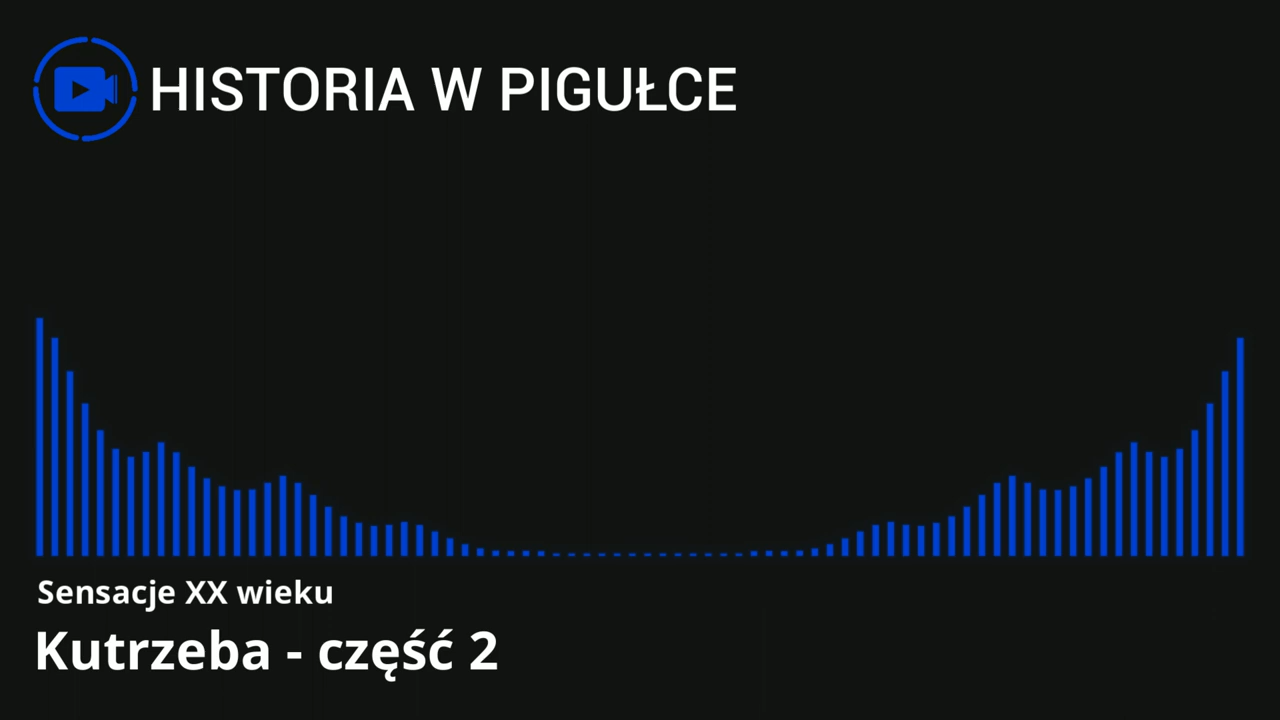 HISTORIA W PIGUŁCE
Sensacje XX wieku
Kutrzeba - część 2